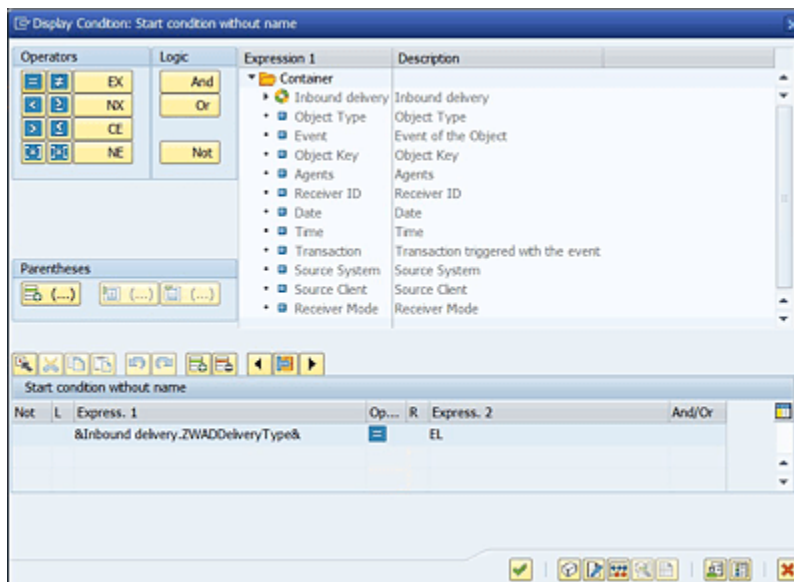 Display Condition: Start condition without name
Operators
Logic
Expression 1
Description
EX
And
Container
NX
Or
Inbound delivery
Inbound delivery
Object Type
Object Type
CE
Event
Event of the Object
NE
Not
Object Key
Object Key
Agents
Agents
Receiver ID
Receiver ID
Date
Date
Time
Time
Transaction
Transaction triggered with the event
Parentheses
Source System
Source System
(...)
(...)
(...)
Source Client
Source Client
Receiver Mode
Receiver Mode
Start condition without name
Not L Express. 1 Op... R Express. 2 And/Or
&Inbound delivery.ZWADDeliveryType& = EL